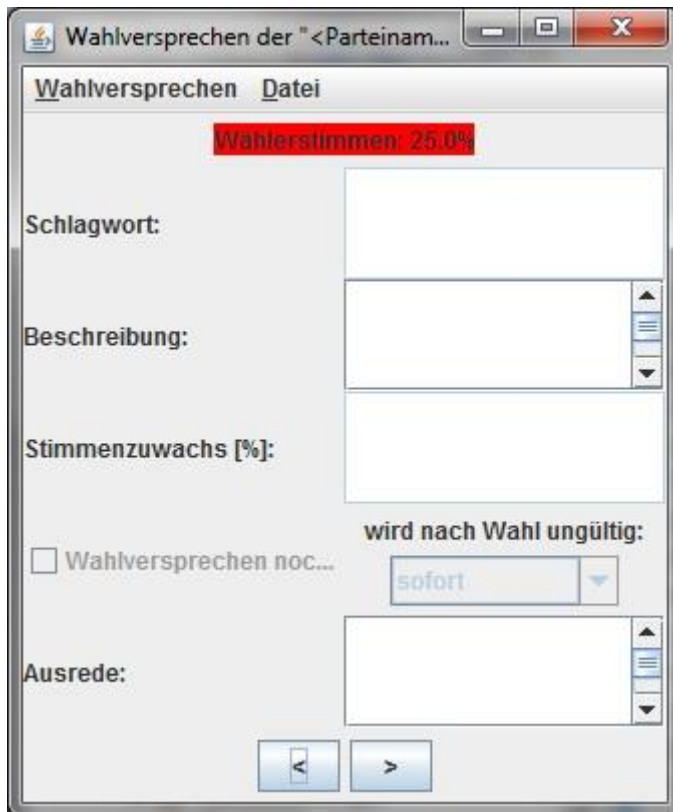 Wahlversprechen der "<Parteinam...
Wahlversprechen Datei
Wählerstimmen: 25.0%
Schlagwort:
Beschreibung:
Stimmenzuwachs [%]:
wird nach Wahl ungültig:
Wahlversprechen noc...
sofort
Ausrede:
< >